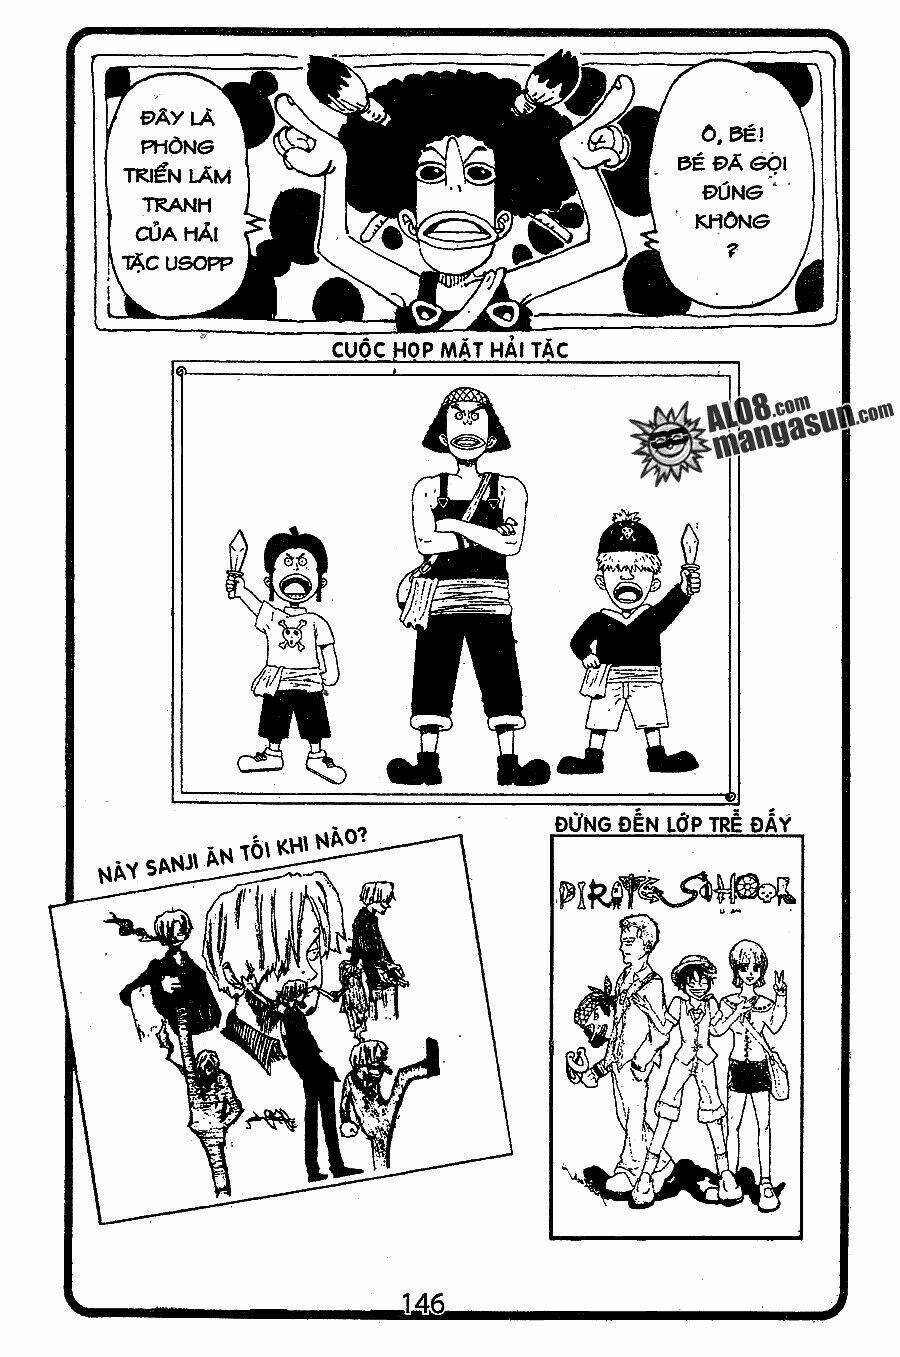 Ô, BÉ!
BÉ ĐÃ GỌI
ĐÚNG
KHÔNG
?
ĐÂY LÀ
PHÒNG
TRIỂN LÃM
TRANH
CỦA HẢI
TẶC USOPP
CUỘC HỌP MẶT HẢI TẶC
AL08.com
mangasun.com
NÀY SANJI ĂN TỐI KHI NÀO?
ĐỪNG ĐẾN LỚP TRỄ ĐẤY
PIRATE SCHOOL
146